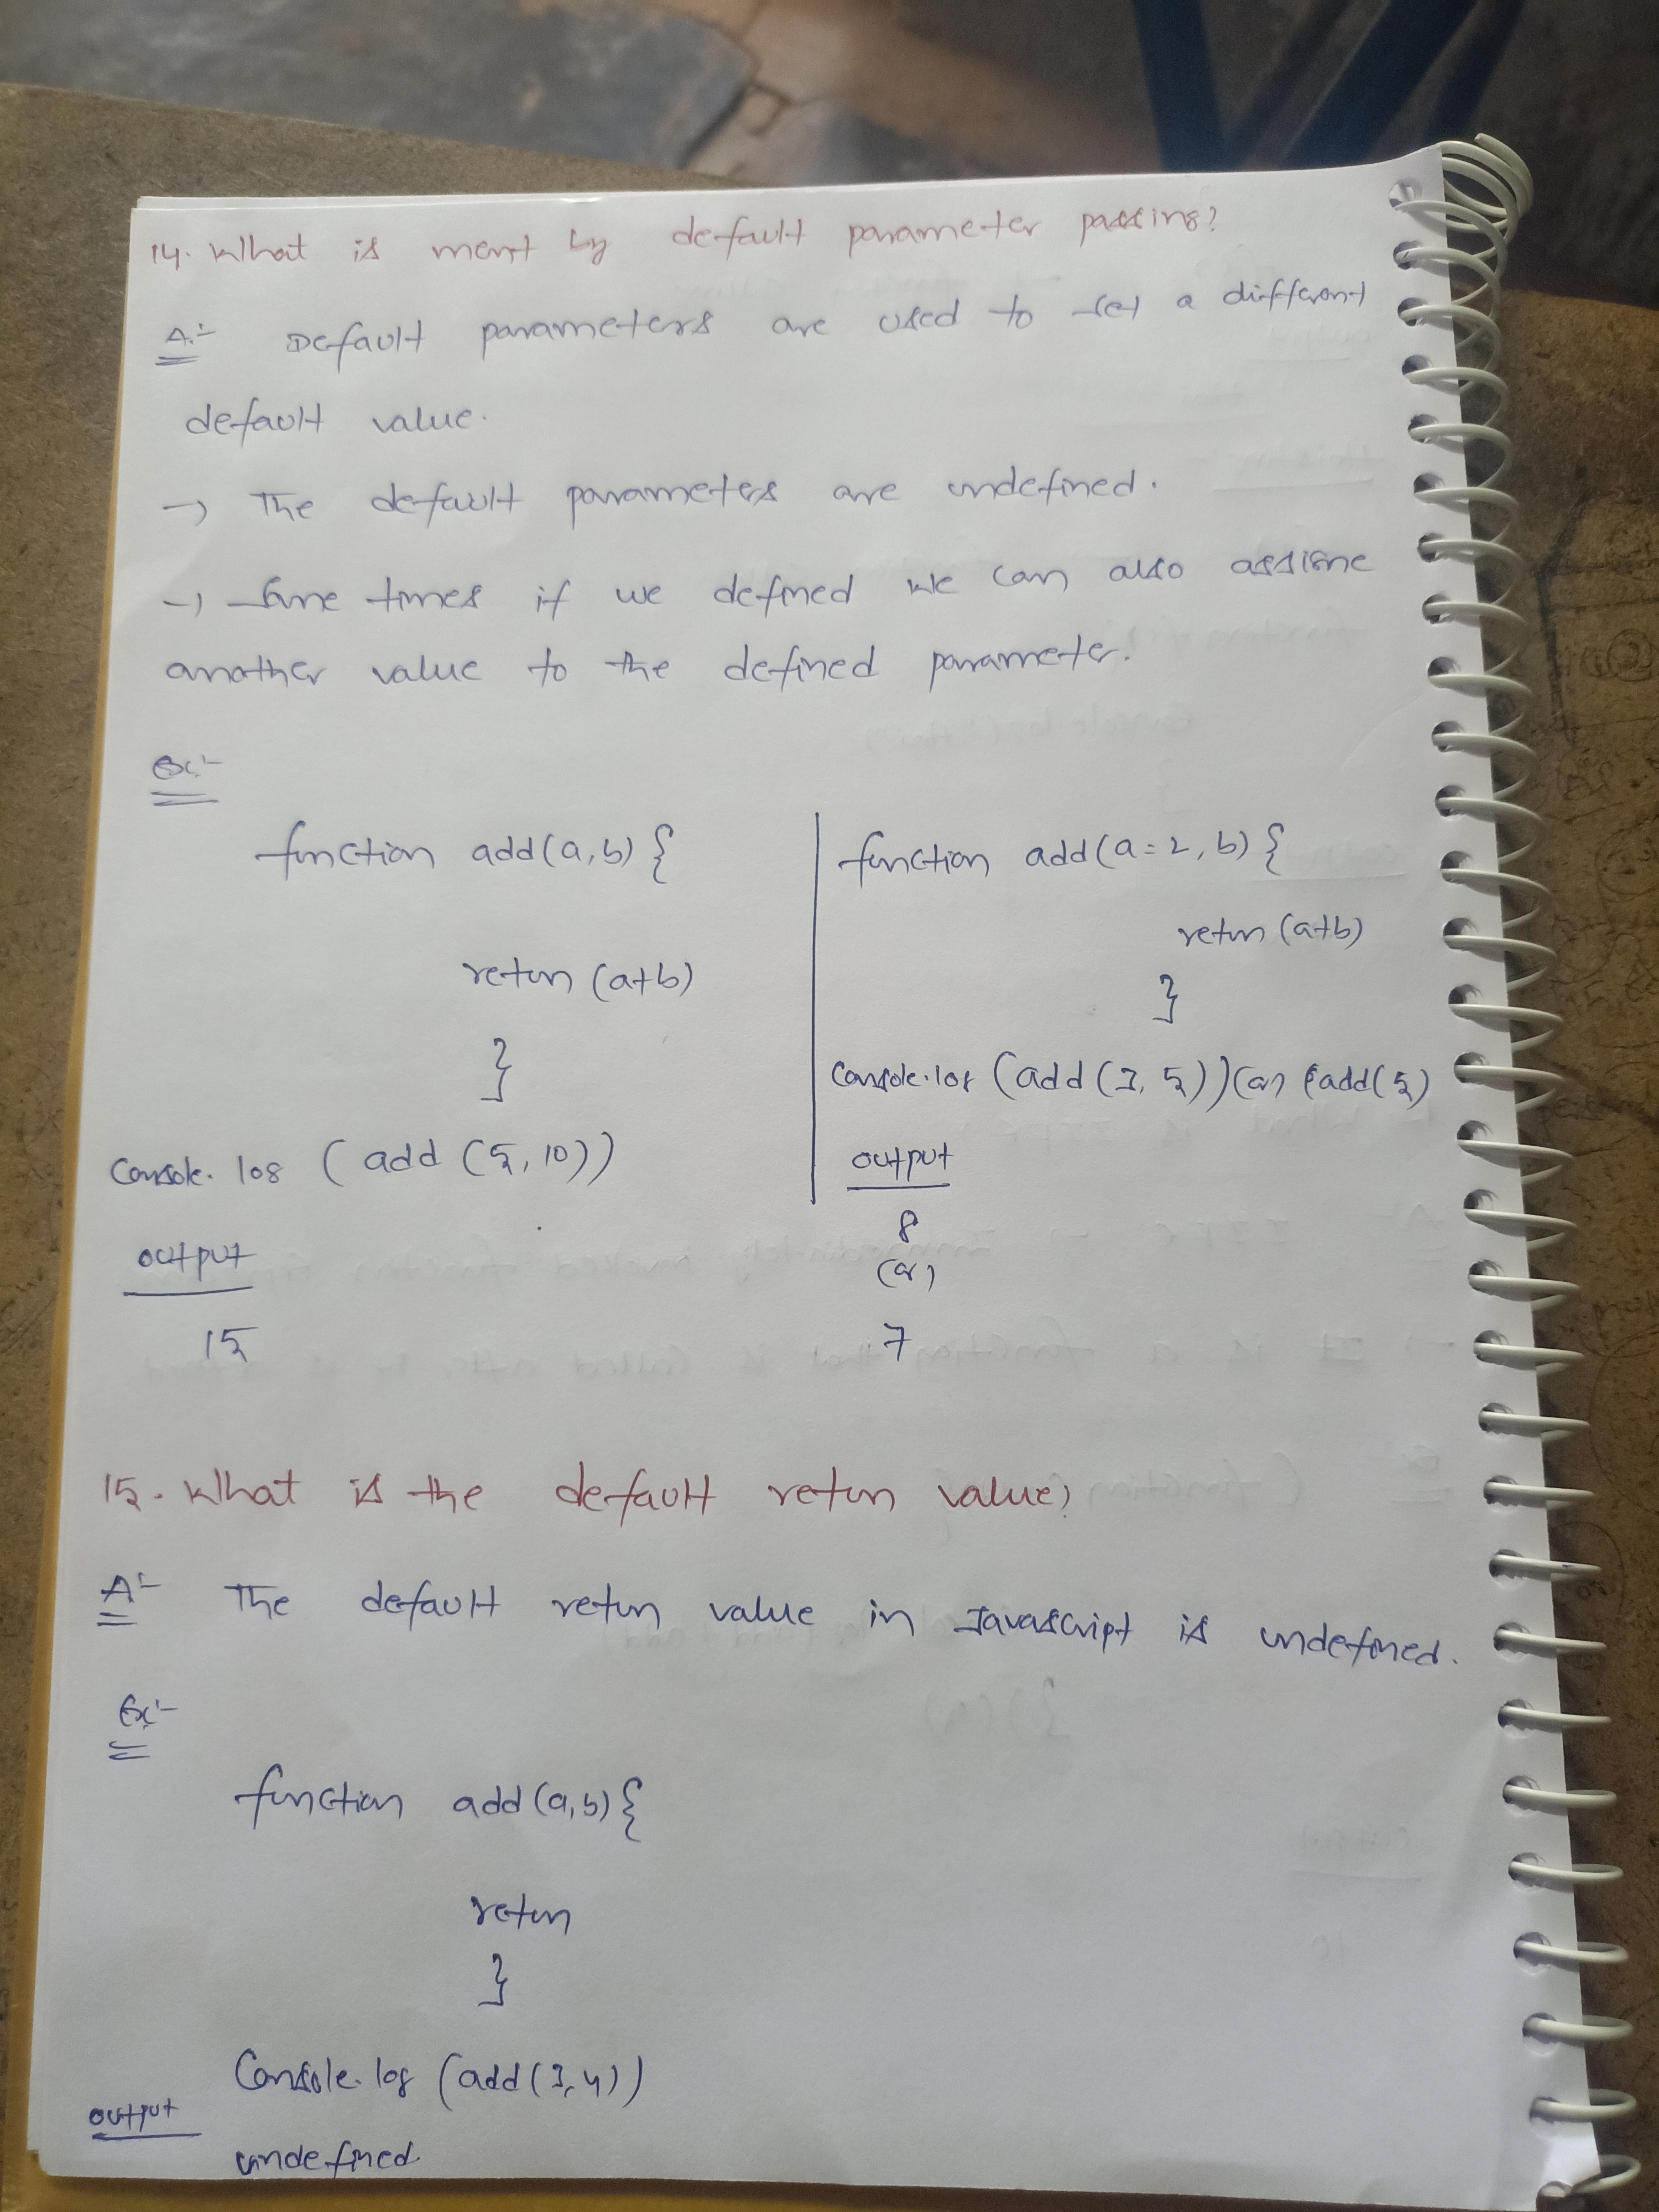 14. What is ment by default parameter passing?
A:- Default parameters are used to set a different
default value.
→ The default parameters are undefined.
→ Some times if we defined we can also assigne
another value to the defined parameter.
Ex:-
function add(a,b) {
return (a+b)
}
Console.log (add (5,10))
output
15
function add(a=2, b) {
return (a+b)
}
Console.log (add (3, 5)) (or) (add(5)
output
8
(or)
7
15. What is the default return value?
A:- The default return value in Javascript is undefined.
Ex:-
function add(a,b) {
return
}
Console.log (add(3,4))
output
undefined